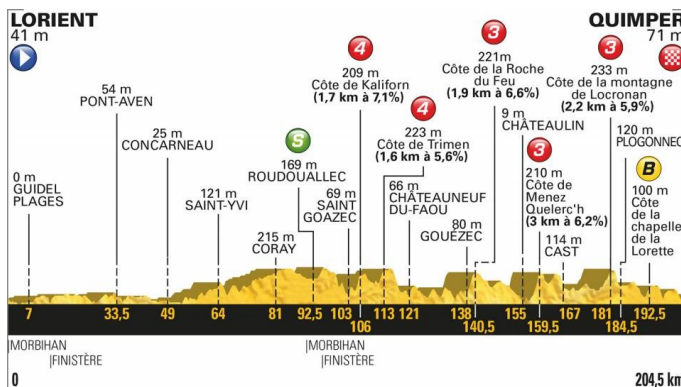 LORIENT
41 m
QUIMPER
71 m
4
209 m
Côte de Kaliforn
(1,7 km à 7,1%)
3
221m
Côte de la Roche
du Feu
(1,9 km à 6,6%)
3
233 m
Côte de la montagne
de Locronan
(2,2 km à 5,9%)
54 m
PONT-AVEN
25 m
CONCARNEAU
S
169 m
ROUDOUALLEC
4
223 m
Côte de Trimen
(1,6 km à 5,6%)
9 m
CHÂTEAULIN
3
210 m
Côte de
Menez
Quelerc'h
(3 km à 6,2%)
120 m
PLOGONNEC
B
100 m
Côte
de la
chapelle
de la
Lorette
0 m
GUIDEL
PLAGES
121 m
SAINT-YVI
69 m
SAINT
GOAZEC
66 m
CHÂTEAUNEUF
DU-FAOU
215 m
CORAY
80 m
GOUÉZEC
114 m
CAST
7 33,5 49 64 81 92,5 103 113 121 138 155 167 181 192,5
106 140,5 159,5 184,5
MORBIHAN MORBIHAN
FINISTÈRE FINISTÈRE
0 204,5 km